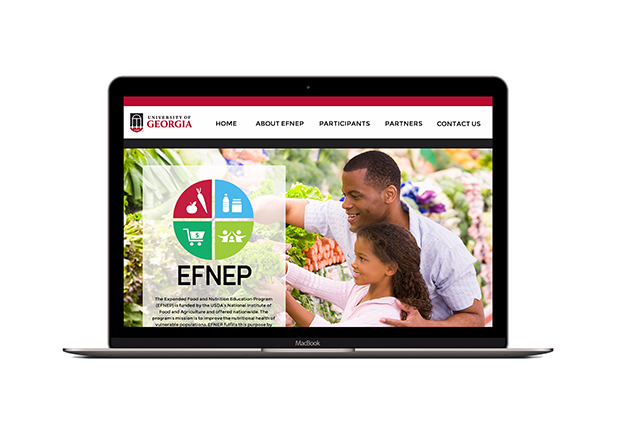 UNIVERSITY OF
GEORGIA
HOME ABOUT EFNEP PARTICIPANTS PARTNERS CONTACT US
$
EFNEP
The Expended Food and Nutrition Education Program
(EFNEP) is funded by the USDA's National Institute of
Food and Agriculture and offered nationwide. The
program's mission is to improve the nutritional health of
vulnerable populations. EFNEP fulfills this purpose by
MacBook